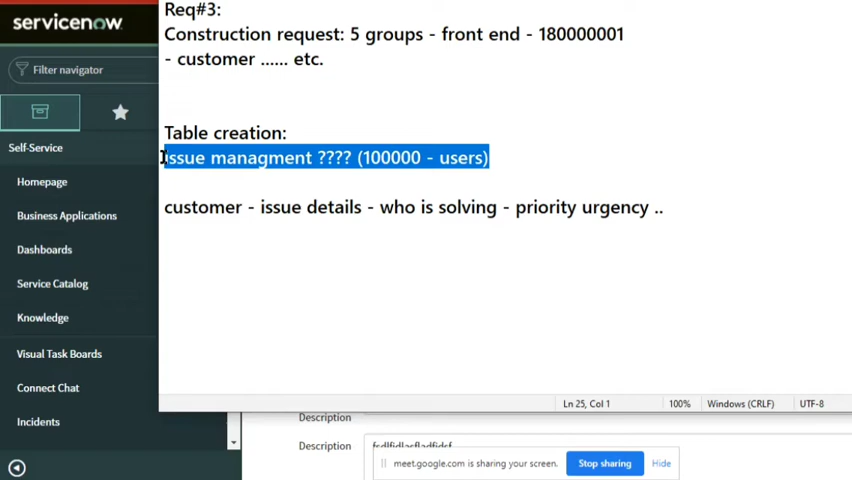 servicenow.
Filter navigator
Self-Service
Homepage
Business Applications
Dashboards
Service Catalog
Knowledge
Visual Task Boards
Connect Chat
Incidents
Req#3:
Construction request: 5 groups - front end - 180000001
- customer ...... etc.
Table creation:
issue managment ???? (100000 - users)
customer - issue details - who is solving - priority urgency ..
Ln 25, Col 1
100%
Windows (CRLF)
UTF-8
Description
Description
meet.google.com is sharing your screen.
Stop sharing
Hide